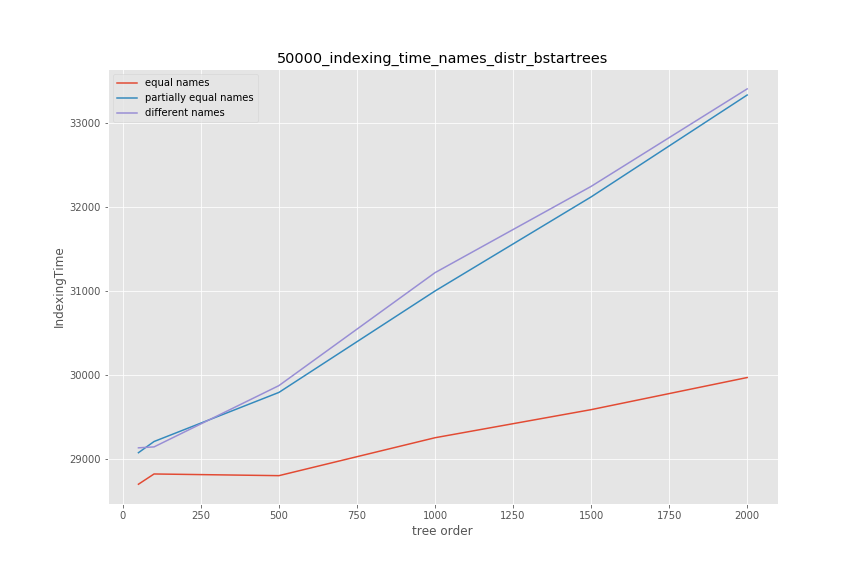 50000_indexing_time_names_distr_bstartrees
equal names
partially equal names
different names
33000
32000
31000
30000
29000
IndexingTime
0 250 500 750 1000 1250 1500 1750 2000
tree order